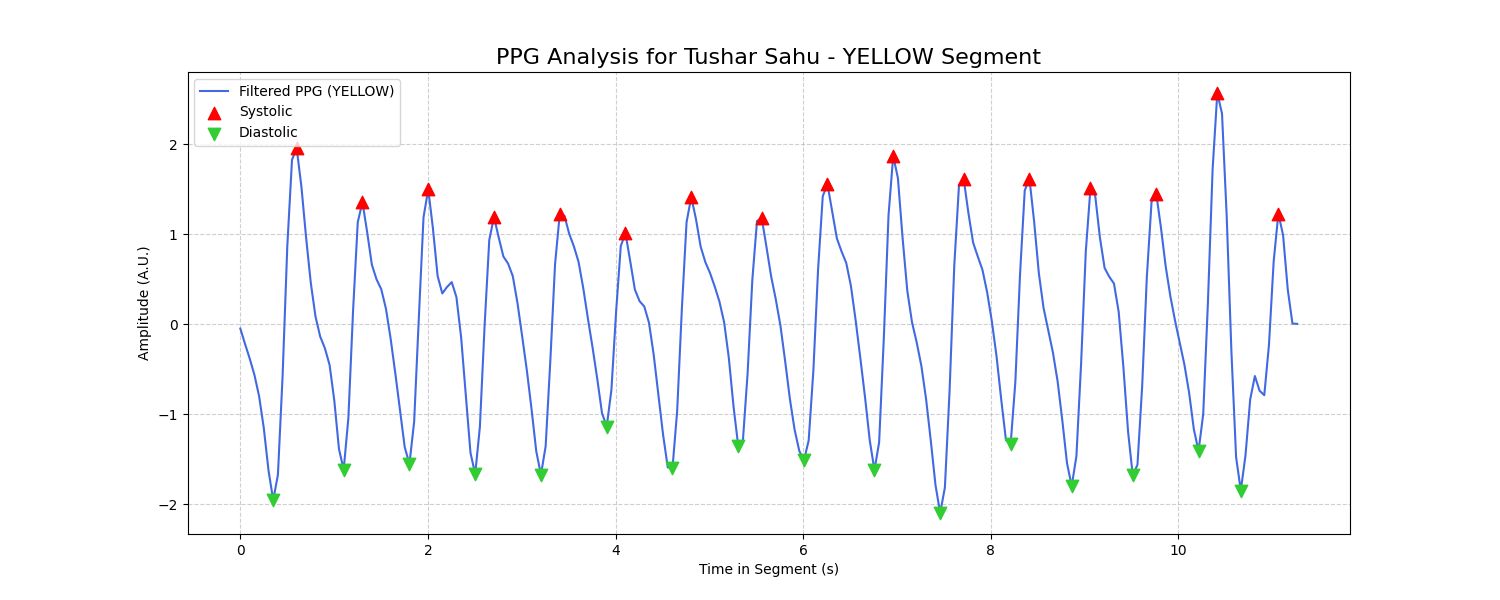 PPG Analysis for Tushar Sahu - YELLOW Segment
Filtered PPG (YELLOW)
Systolic
Diastolic
Amplitude (A.U.)
2
1
0
−1
−2
0 2 4 6 8 10
Time in Segment (s)